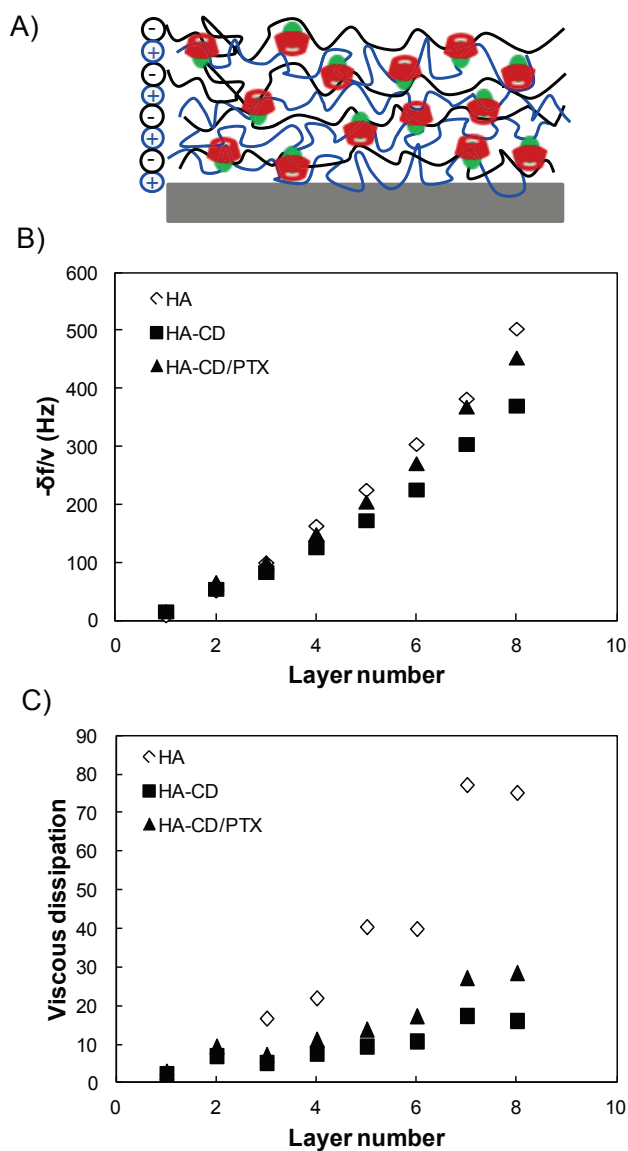 A)
-
+
-
+
-
+
-
+
B)
600
500
400
300
200
100
0
-δf/ν (Hz)
HA
HA-CD
HA-CD/PTX
0 2 4 6 8 10
Layer number
C)
90
80
70
60
50
40
30
20
10
0
Viscous dissipation
HA
HA-CD
HA-CD/PTX
0 2 4 6 8 10
Layer number